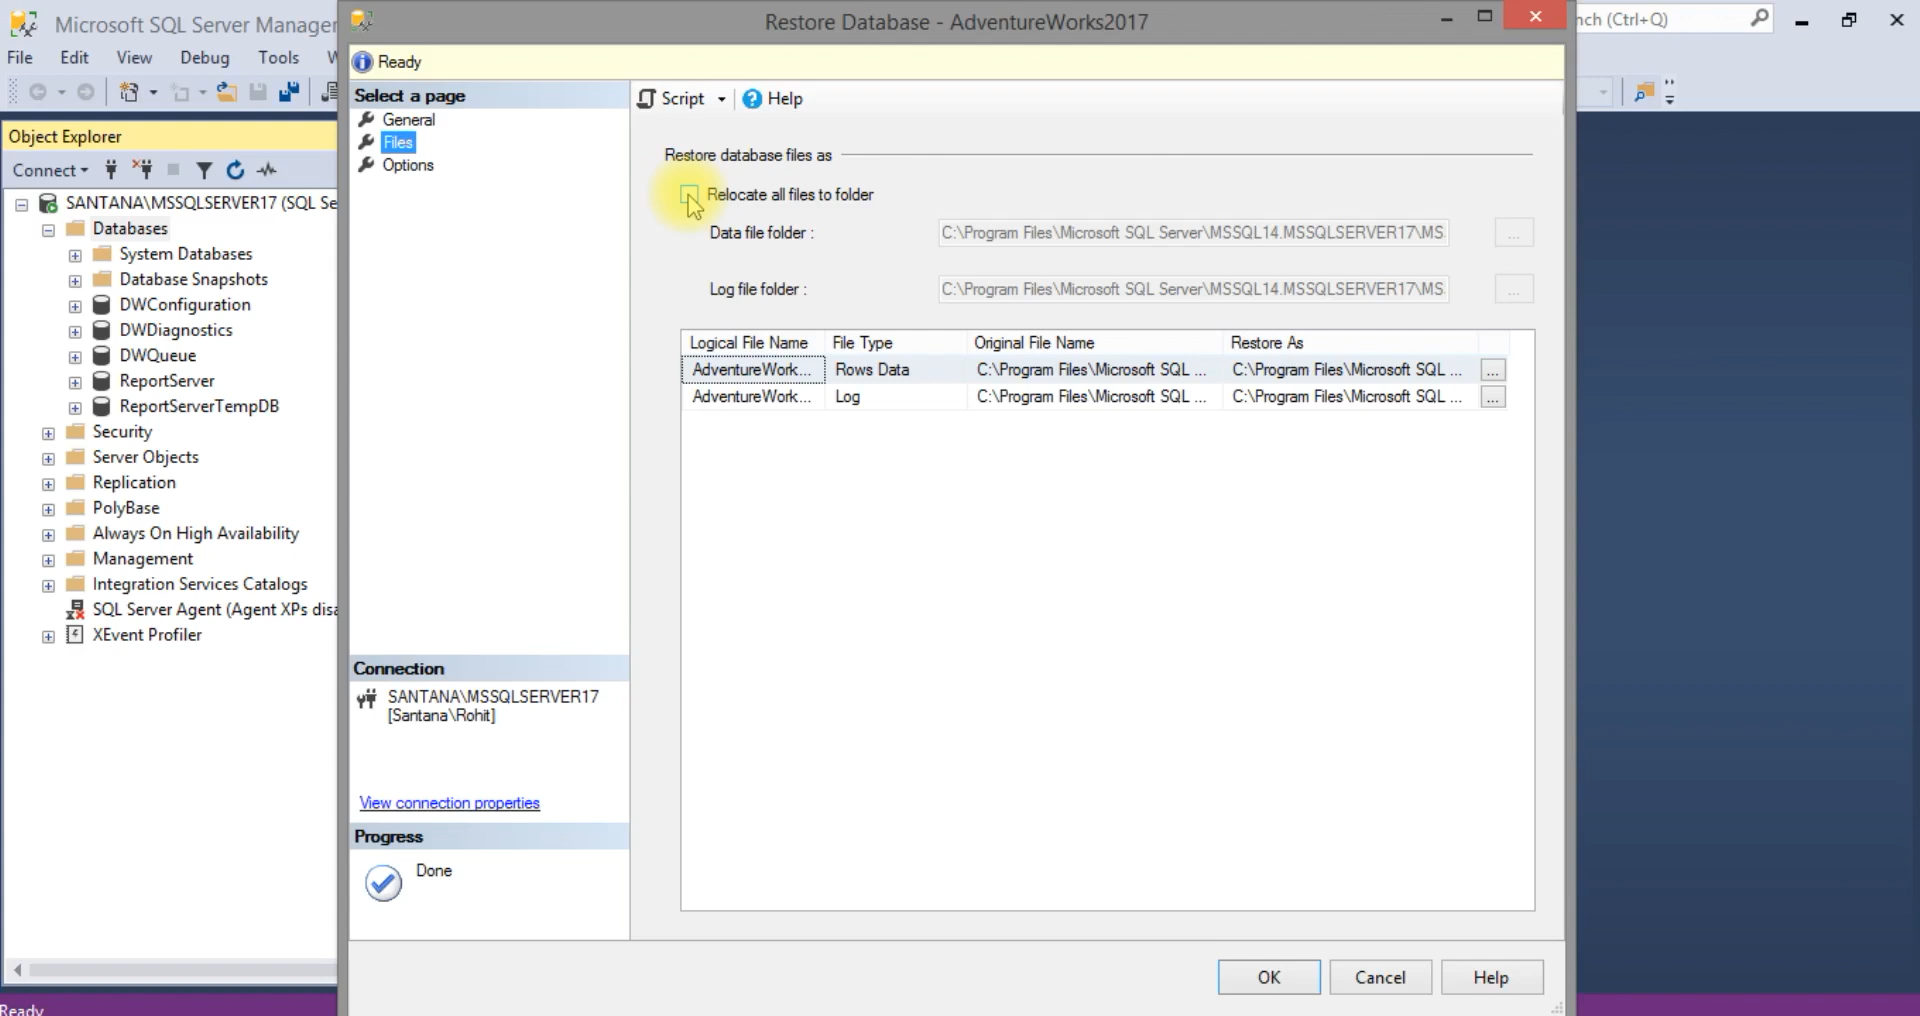 Microsoft SQL Server Manager
File Edit View Debug Tools W
Object Explorer
Connect
SANTANA\MSSQLSERVER17 (SQL Se
Databases
System Databases
Database Snapshots
DWConfiguration
DWDiagnostics
DWQueue
ReportServer
ReportServerTempDB
Security
Server Objects
Replication
PolyBase
Always On High Availability
Management
Integration Services Catalogs
SQL Server Agent (Agent XPs disa
XEvent Profiler
Ready
Restore Database - AdventureWorks2017
Ready
Select a page
General
Files
Options
Connection
SANTANA\MSSQLSERVER17
[Santana\Rohit]
View connection properties
Progress
Done
Script Help
Restore database files as
Relocate all files to folder
Data file folder : C:\Program Files\Microsoft SQL Server\MSSQL14.MSSQLSERVER17\MS ...
Log file folder : C:\Program Files\Microsoft SQL Server\MSSQL14.MSSQLSERVER17\MS ...
Logical File Name File Type Original File Name Restore As
AdventureWork... Rows Data C:\Program Files\Microsoft SQL ... C:\Program Files\Microsoft SQL ... ...
AdventureWork... Log C:\Program Files\Microsoft SQL ... C:\Program Files\Microsoft SQL ... ...
OK Cancel Help
nch (Ctrl+Q)